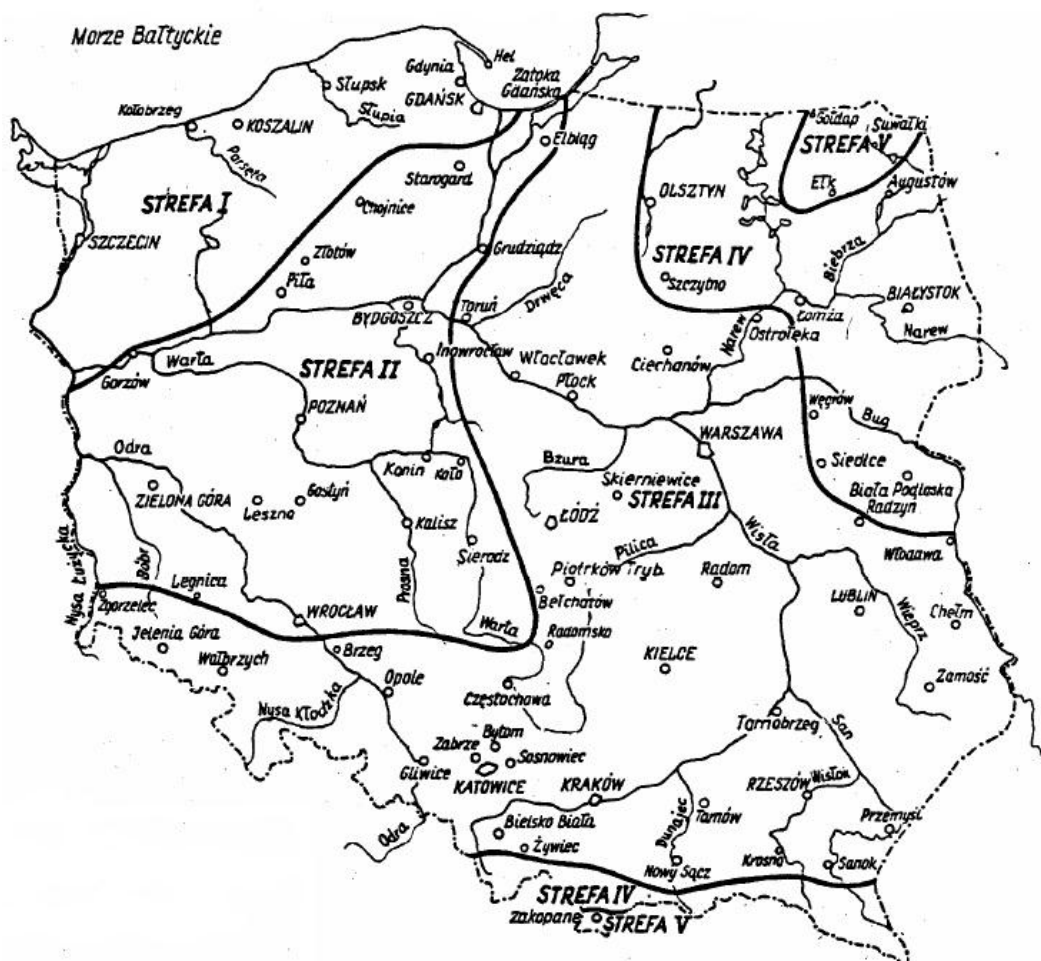 Morze Bałtyckie
Hel
Gdynia
Zatoka
Gdańska
Słupsk
GDAŃSK
Słupia
Kołobrzeg
KOSZALIN
Parsęta
Elbląg
Gołdap
Suwałki
STREFA V
Starogard
Ełk
Augustów
STREFA I
Chojnice
OLSZTYN
SZCZECIN
Złotów
Grudziądz
STREFA IV
Biebrza
Piła
Szczytno
Drwęca
BYDGOSZCZ
Toruń
Łomża
BIAŁYSTOK
Narew
Ostrołęka
Narew
Warta
Inowrocław
Gorzów
STREFA II
Włacławek
Ciechanów
Płock
Węgrów
POZNAŃ
Bug
WARSZAWA
Odra
Konin
Koło
Bzura
Siedlce
Skierniewice
ZIELONA GÓRA
Gostyń
STREFA III
Biała Podlaska
Leszno
Radzyń
Kalisz
ŁÓDŹ
Nysa Łużycka
Pilica
Wisła
Sieradz
Włodawa
Bóbr
Prosna
Legnica
Piotrków Tryb.
Radom
Zgorzelec
Bełchatów
LUBLIN
Wieprz
Chełm
WROCŁAW
Warta
Jelenia Góra
Radomsko
Wałbrzych
Brzeg
KIELCE
Opole
Zamość
Częstochowa
Nysa Kłodzka
Tarnobrzeg
San
Bytom
Zabrze
Sosnowiec
Gliwice
KATOWICE
KRAKÓW
RZESZÓW
Wisłok
Tarnów
Przemyśl
Odra
Bielsko Biała
Dunajec
Żywiec
Nowy Sącz
Krosno
Sanok
STREFA IV
Zakopane
STREFA V